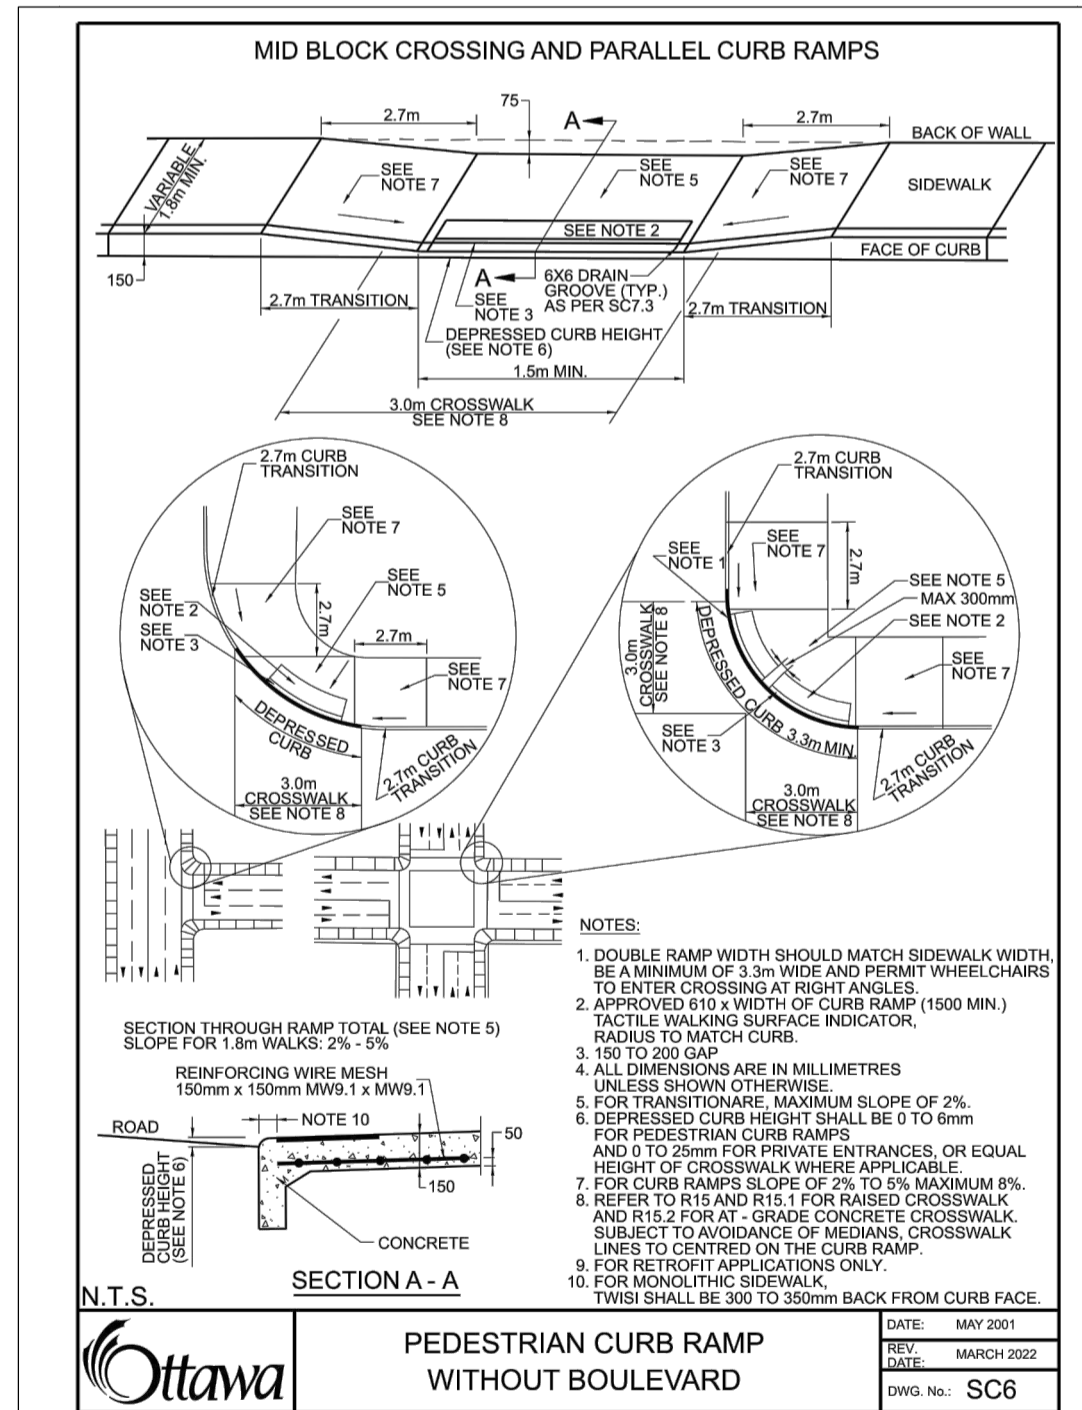 MID BLOCK CROSSING AND PARALLEL CURB RAMPS
75
A
2.7m
2.7m
BACK OF WALL
VARIABLE
1.8m MIN.
SEE
NOTE 7
SEE
NOTE 5
SEE
NOTE 7
SIDEWALK
SEE NOTE 2
FACE OF CURB
150
A
6X6 DRAIN
GROOVE (TYP.)
AS PER SC7.3
SEE
NOTE 3
2.7m TRANSITION
2.7m TRANSITION
DEPRESSED CURB HEIGHT
(SEE NOTE 6)
1.5m MIN.
3.0m CROSSWALK
SEE NOTE 8
2.7m CURB
TRANSITION
SEE
NOTE 7
SEE
NOTE 5
SEE
NOTE 2
SEE
NOTE 3
2.7m
2.7m
SEE
NOTE 7
DEPRESSED
CURB
2.7m CURB
TRANSITION
3.0m
CROSSWALK
SEE NOTE 8
2.7m CURB
TRANSITION
SEE
NOTE 1
SEE
NOTE 7
2.7m
SEE NOTE 5
MAX 300mm
SEE NOTE 2
SEE
NOTE 7
3.0m
CROSSWALK
SEE NOTE 8
DEPRESSED CURB 3.3m MIN.
SEE
NOTE 3
2.7m CURB
TRANSITION
3.0m
CROSSWALK
SEE NOTE 8
SECTION THROUGH RAMP TOTAL (SEE NOTE 5)
SLOPE FOR 1.8m WALKS: 2% - 5%
REINFORCING WIRE MESH
150mm x 150mm MW9.1 x MW9.1
ROAD
NOTE 10
50
150
DEPRESSED
CURB HEIGHT
(SEE NOTE 6)
CONCRETE
SECTION A - A
N.T.S.
NOTES:
1. DOUBLE RAMP WIDTH SHOULD MATCH SIDEWALK WIDTH,
BE A MINIMUM OF 3.3m WIDE AND PERMIT WHEELCHAIRS
TO ENTER CROSSING AT RIGHT ANGLES.
2. APPROVED 610 x WIDTH OF CURB RAMP (1500 MIN.)
TACTILE WALKING SURFACE INDICATOR,
RADIUS TO MATCH CURB.
3. 150 TO 200 GAP
4. ALL DIMENSIONS ARE IN MILLIMETRES
UNLESS SHOWN OTHERWISE.
5. FOR TRANSITIONARE, MAXIMUM SLOPE OF 2%.
6. DEPRESSED CURB HEIGHT SHALL BE 0 TO 6mm
FOR PEDESTRIAN CURB RAMPS
AND 0 TO 25mm FOR PRIVATE ENTRANCES, OR EQUAL
HEIGHT OF CROSSWALK WHERE APPLICABLE.
7. FOR CURB RAMPS SLOPE OF 2% TO 5% MAXIMUM 8%.
8. REFER TO R15 AND R15.1 FOR RAISED CROSSWALK
AND R15.2 FOR AT - GRADE CONCRETE CROSSWALK.
SUBJECT TO AVOIDANCE OF MEDIANS, CROSSWALK
LINES TO CENTRED ON THE CURB RAMP.
9. FOR RETROFIT APPLICATIONS ONLY.
10. FOR MONOLITHIC SIDEWALK,
TWISI SHALL BE 300 TO 350mm BACK FROM CURB FACE.
Ottawa
PEDESTRIAN CURB RAMP
WITHOUT BOULEVARD
DATE: MAY 2001
REV.
DATE: MARCH 2022
DWG. No.: SC6